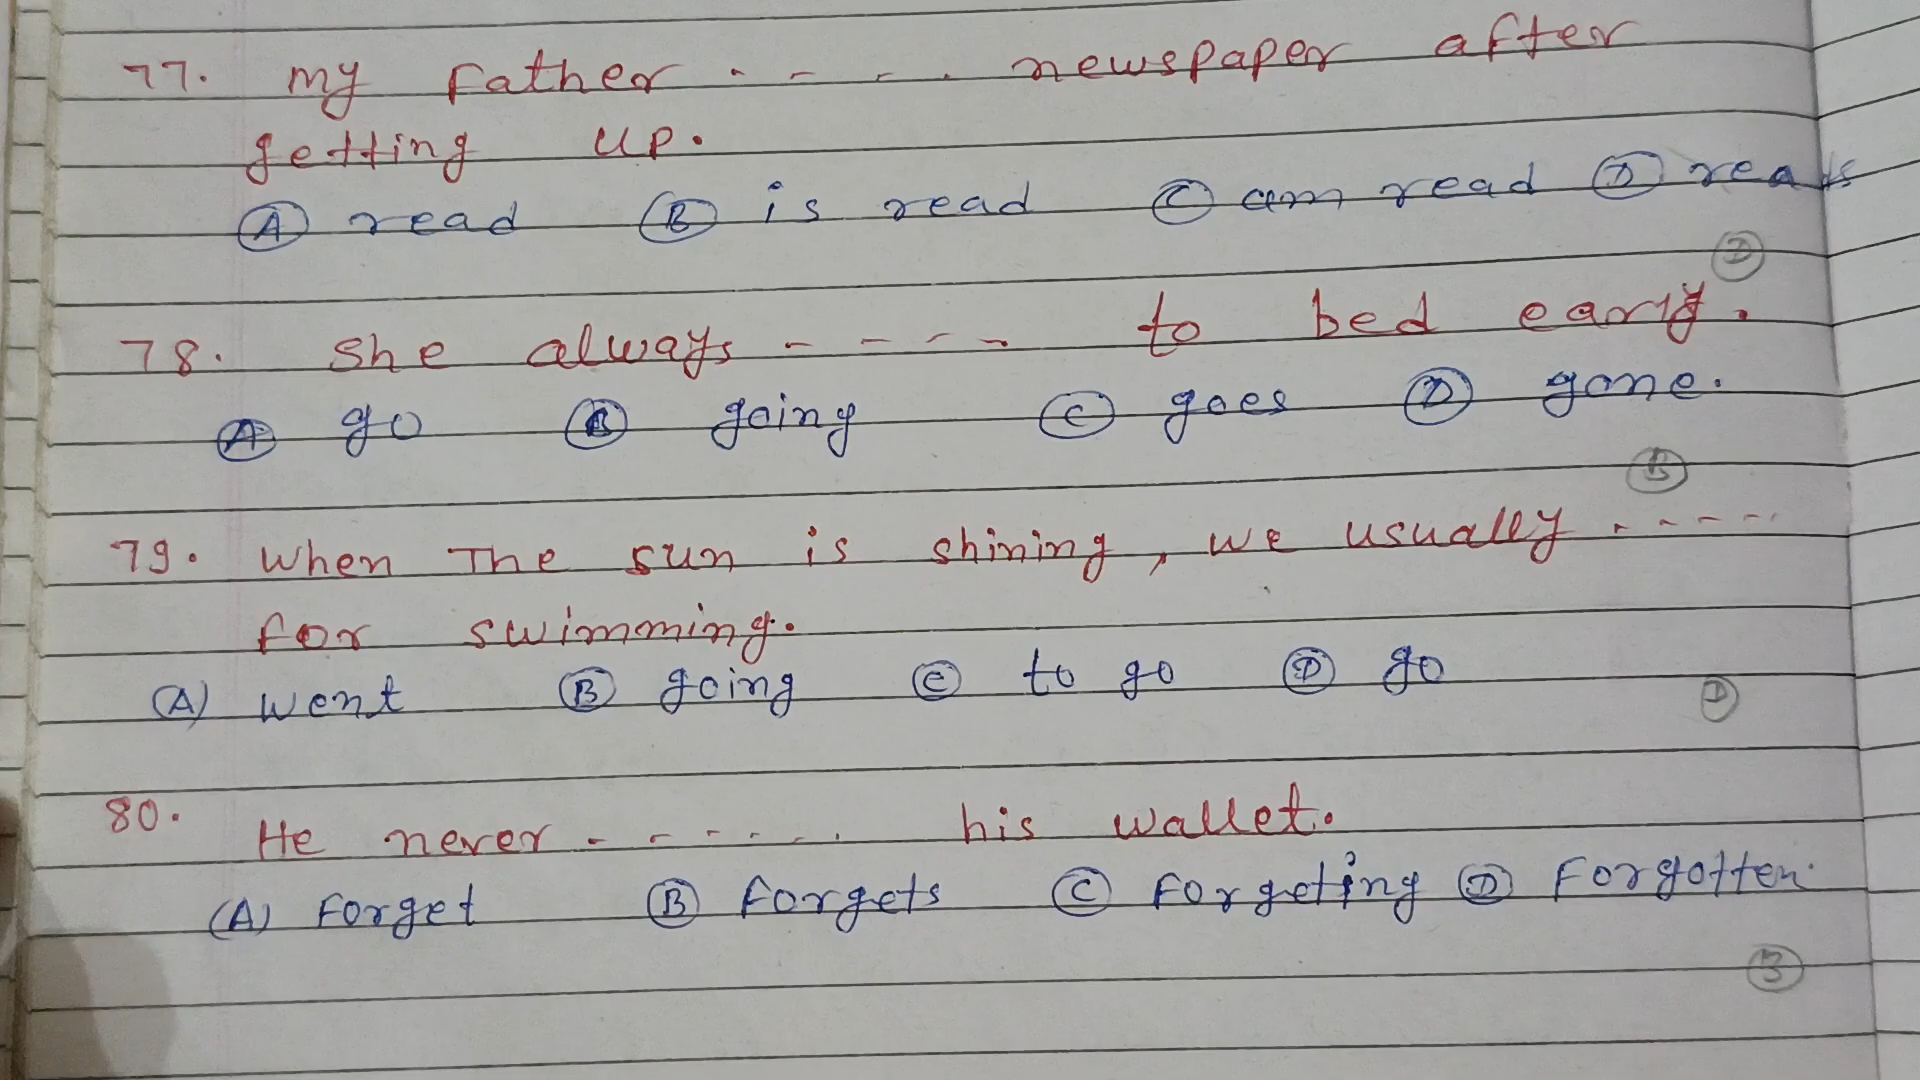 77. my father - - - - newspaper after
getting up.
(A) read (B) is read (C) am read (D) reads
(D)
78. she always - - - - to bed early.
(A) go (B) going (C) goes (D) gone.
(B)
79. when The sun is shining, we usually - - - - -
for swimming.
(A) went (B) going (C) to go (D) go
(D)
80. He never - - - - - . his wallet.
(A) forget (B) forgets (C) forgeting (D) forgotten.
(B)